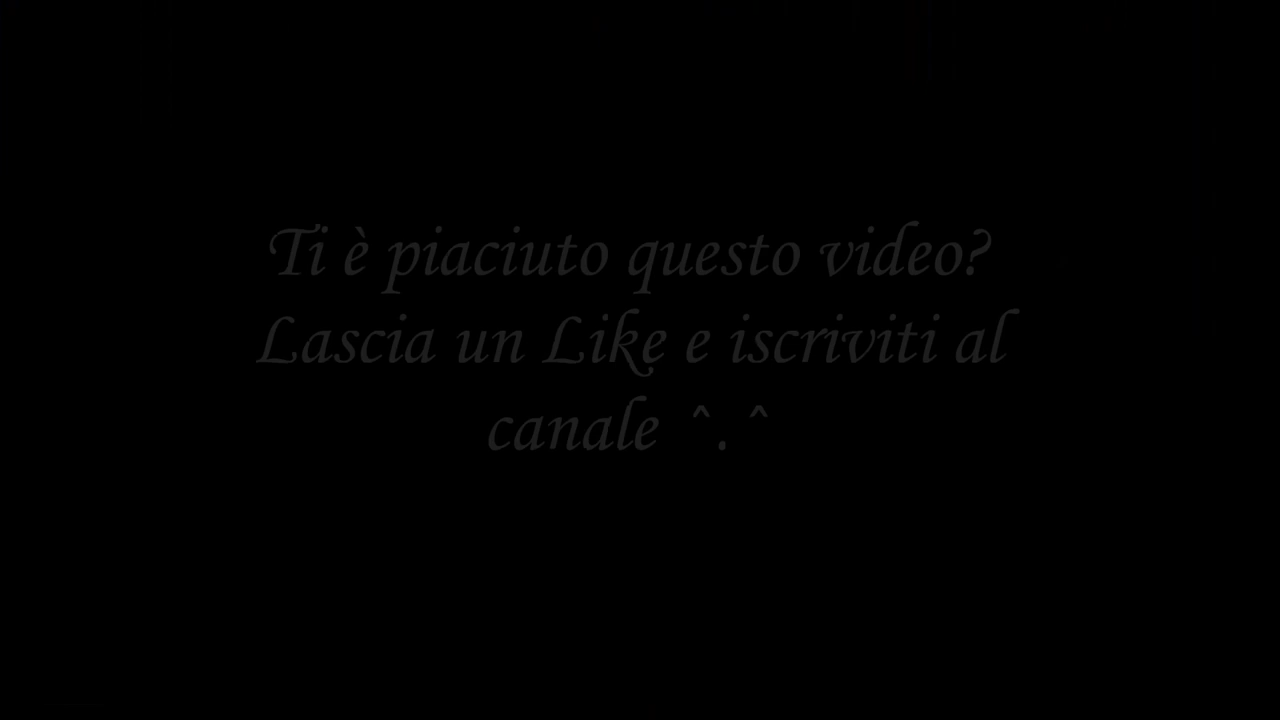 Ti è piaciuto questo video?
Lascia un Like e iscriviti al
canale ^.^